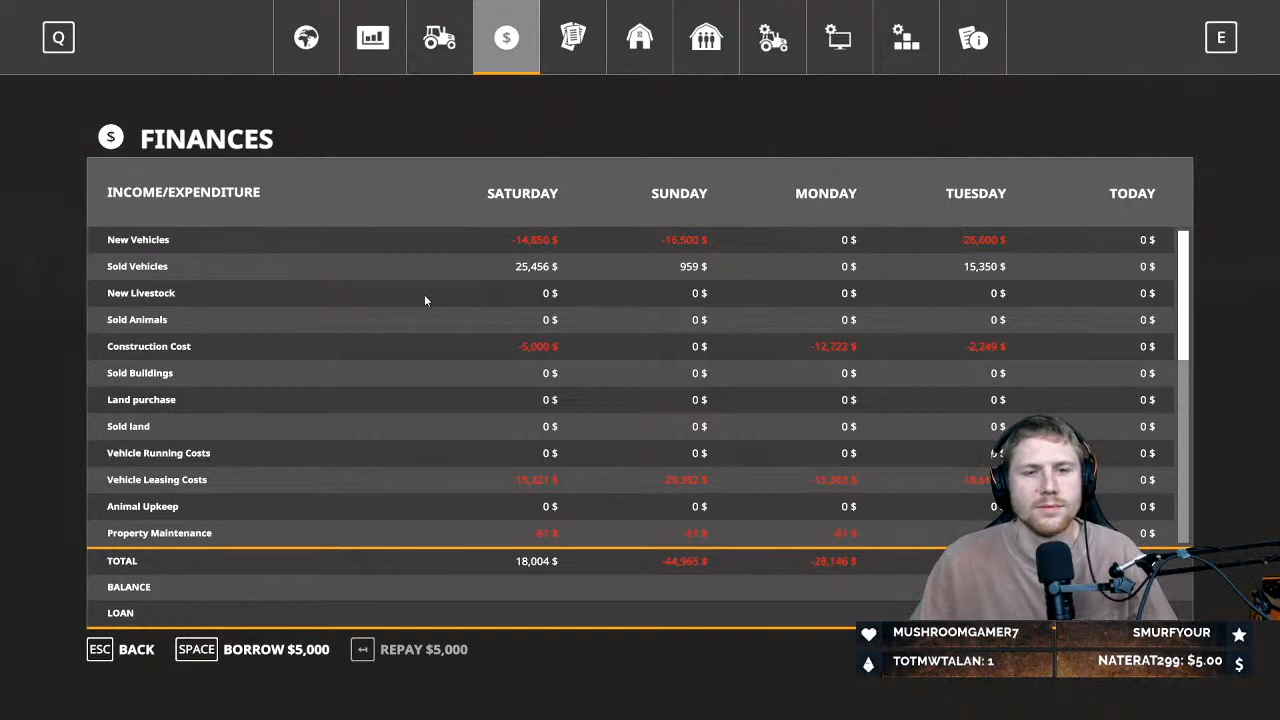 Q
E
$ FINANCES
INCOME/EXPENDITURE SATURDAY SUNDAY MONDAY TUESDAY TODAY
New Vehicles -14,850 $ -16,500 $ 0 $ -26,600 $ 0 $
Sold Vehicles 25,456 $ 959 $ 0 $ 15,350 $ 0 $
New Livestock 0 $ 0 $ 0 $ 0 $ 0 $
Sold Animals 0 $ 0 $ 0 $ 0 $ 0 $
Construction Cost -5,000 $ 0 $ -12,722 $ -2,249 $ 0 $
Sold Buildings 0 $ 0 $ 0 $ 0 $ 0 $
Land purchase 0 $ 0 $ 0 $ 0 $ 0 $
Sold land 0 $ 0 $ 0 $ 0 $ 0 $
Vehicle Running Costs 0 $ 0 $ 0 $ 0 $
Vehicle Leasing Costs 0 $
Animal Upkeep 0 $ 0 $ 0 $ 0 $
Property Maintenance -61 $ -61 $ -61 $ 0 $
TOTAL 18,004 $ -44,965 $ -28,146 $
BALANCE
LOAN
ESC BACK SPACE BORROW $5,000 REPAY $5,000
MUSHROOMGAMER7 SMURFYOUR
TOTMWTALAN: 1 NATERAT299: $5.00 $